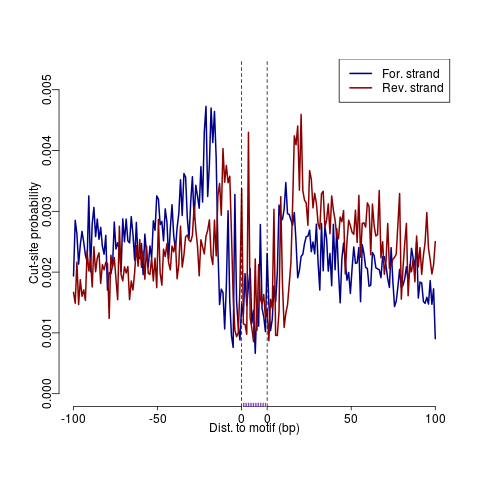 For. strand
Rev. strand
Cut-site probability
0.005
0.004
0.003
0.002
0.001
0.000
-100 -50 0 0 50 100
Dist. to motif (bp)